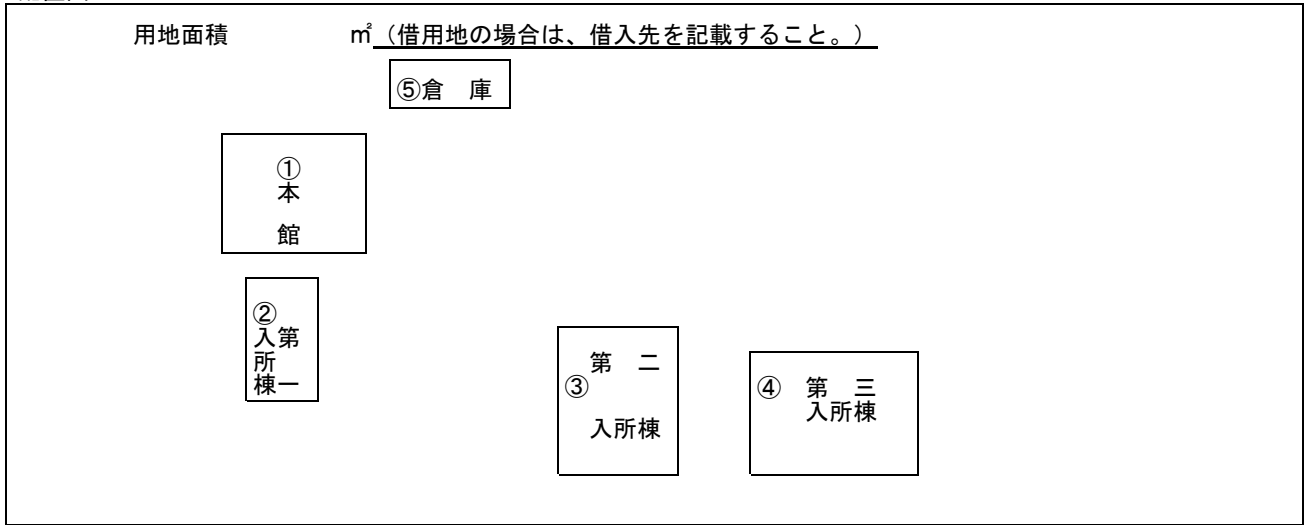 用地面積 ㎡(借用地の場合は、借入先を記載すること。)
⑤倉 庫
①
本
館
②
第一
入所棟
第 二
③
入所棟
④ 第 三
入所棟